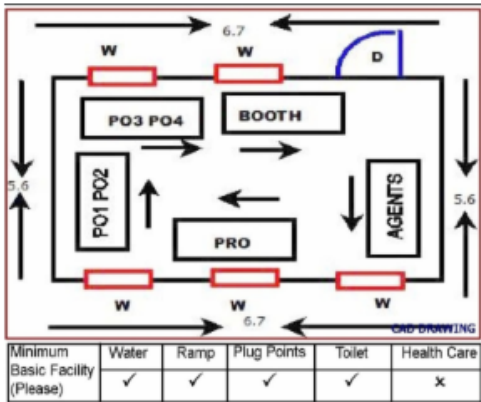 6.7
W W
D
PO3 PO4 BOOTH
5.6 PO1 PO2 AGENTS 5.6
PRO
W W W
6.7 CAD DRAWING
Minimum Basic Facility (Please) Water Ramp Plug Points Toilet Health Care
✓ ✓ ✓ ✓ x